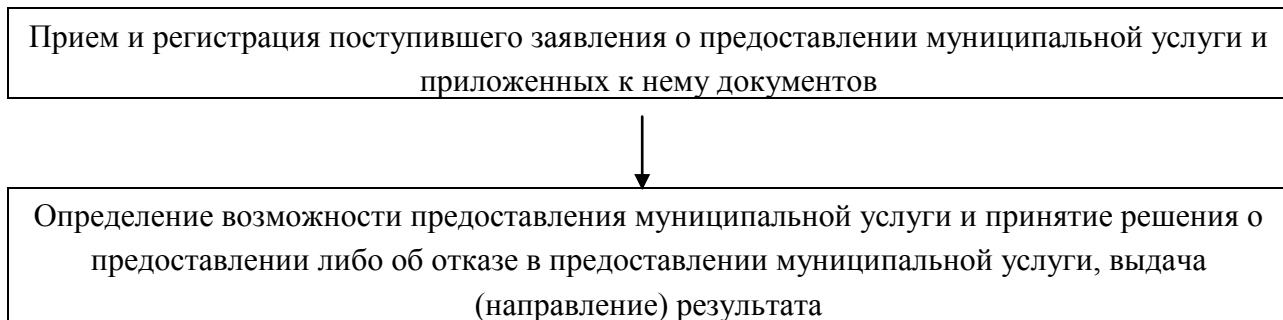 Прием и регистрация поступившего заявления о предоставлении муниципальной услуги и
приложенных к нему документов
Определение возможности предоставления муниципальной услуги и принятие решения о
предоставлении либо об отказе в предоставлении муниципальной услуги, выдача
(направление) результата